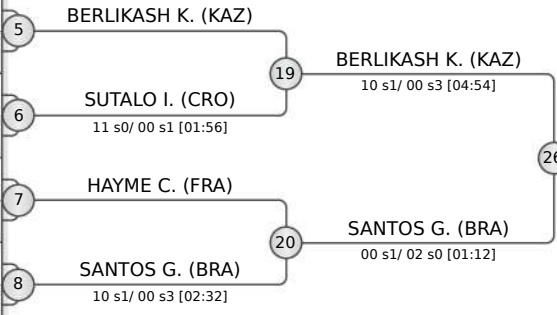 BERLIKASH K. (KAZ)
5
19
BERLIKASH K. (KAZ)
10 s1/ 00 s3 [04:54]
SUTALO I. (CRO)
6
11 s0/ 00 s1 [01:56]
26
HAYME C. (FRA)
7
20
SANTOS G. (BRA)
00 s1/ 02 s0 [01:12]
SANTOS G. (BRA)
8
10 s1/ 00 s3 [02:32]